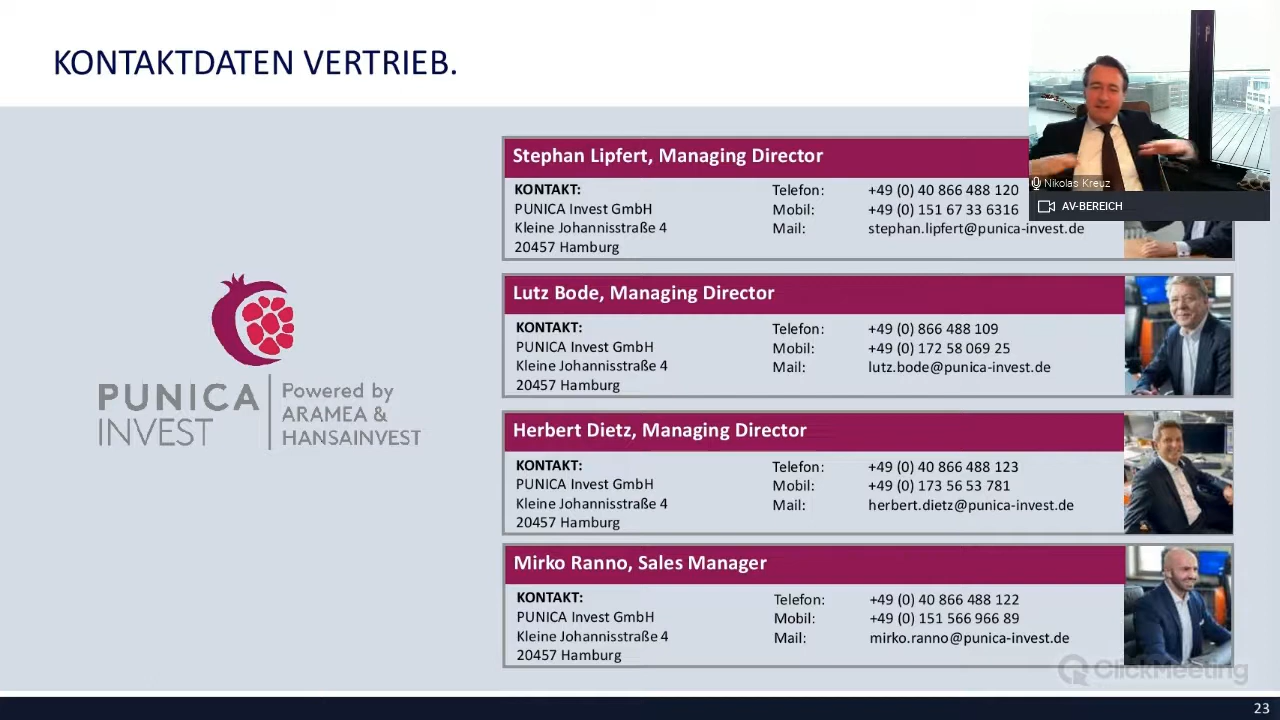 KONTAKTDATEN VERTRIEB.
Nikolas Kreuz
AV-BEREICH
Stephan Lipfert, Managing Director
KONTAKT:
PUNICA Invest GmbH
Kleine Johannisstraße 4
20457 Hamburg
Telefon: +49 (0) 40 866 488 120
Mobil: +49 (0) 151 67 33 6316
Mail: stephan.lipfert@punica-invest.de
Lutz Bode, Managing Director
KONTAKT:
PUNICA Invest GmbH
Kleine Johannisstraße 4
20457 Hamburg
Telefon: +49 (0) 866 488 109
Mobil: +49 (0) 172 58 069 25
Mail: lutz.bode@punica-invest.de
PUNICA
INVEST
Powered by
ARAMEA &
HANSAINVEST
Herbert Dietz, Managing Director
KONTAKT:
PUNICA Invest GmbH
Kleine Johannisstraße 4
20457 Hamburg
Telefon: +49 (0) 40 866 488 123
Mobil: +49 (0) 173 56 53 781
Mail: herbert.dietz@punica-invest.de
Mirko Ranno, Sales Manager
KONTAKT:
PUNICA Invest GmbH
Kleine Johannisstraße 4
20457 Hamburg
Telefon: +49 (0) 40 866 488 122
Mobil: +49 (0) 151 566 966 89
Mail: mirko.ranno@punica-invest.de
ClickMeeting
23